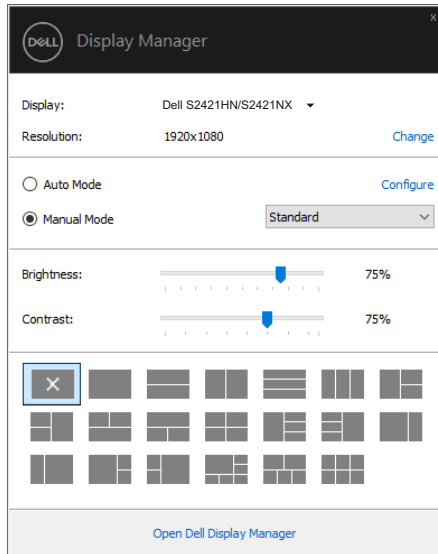 x
DELL Display Manager
Display: Dell S2421HN/S2421NX
Resolution: 1920x1080 Change
Auto Mode Configure
Manual Mode Standard
Brightness: 75%
Contrast: 75%
Open Dell Display Manager